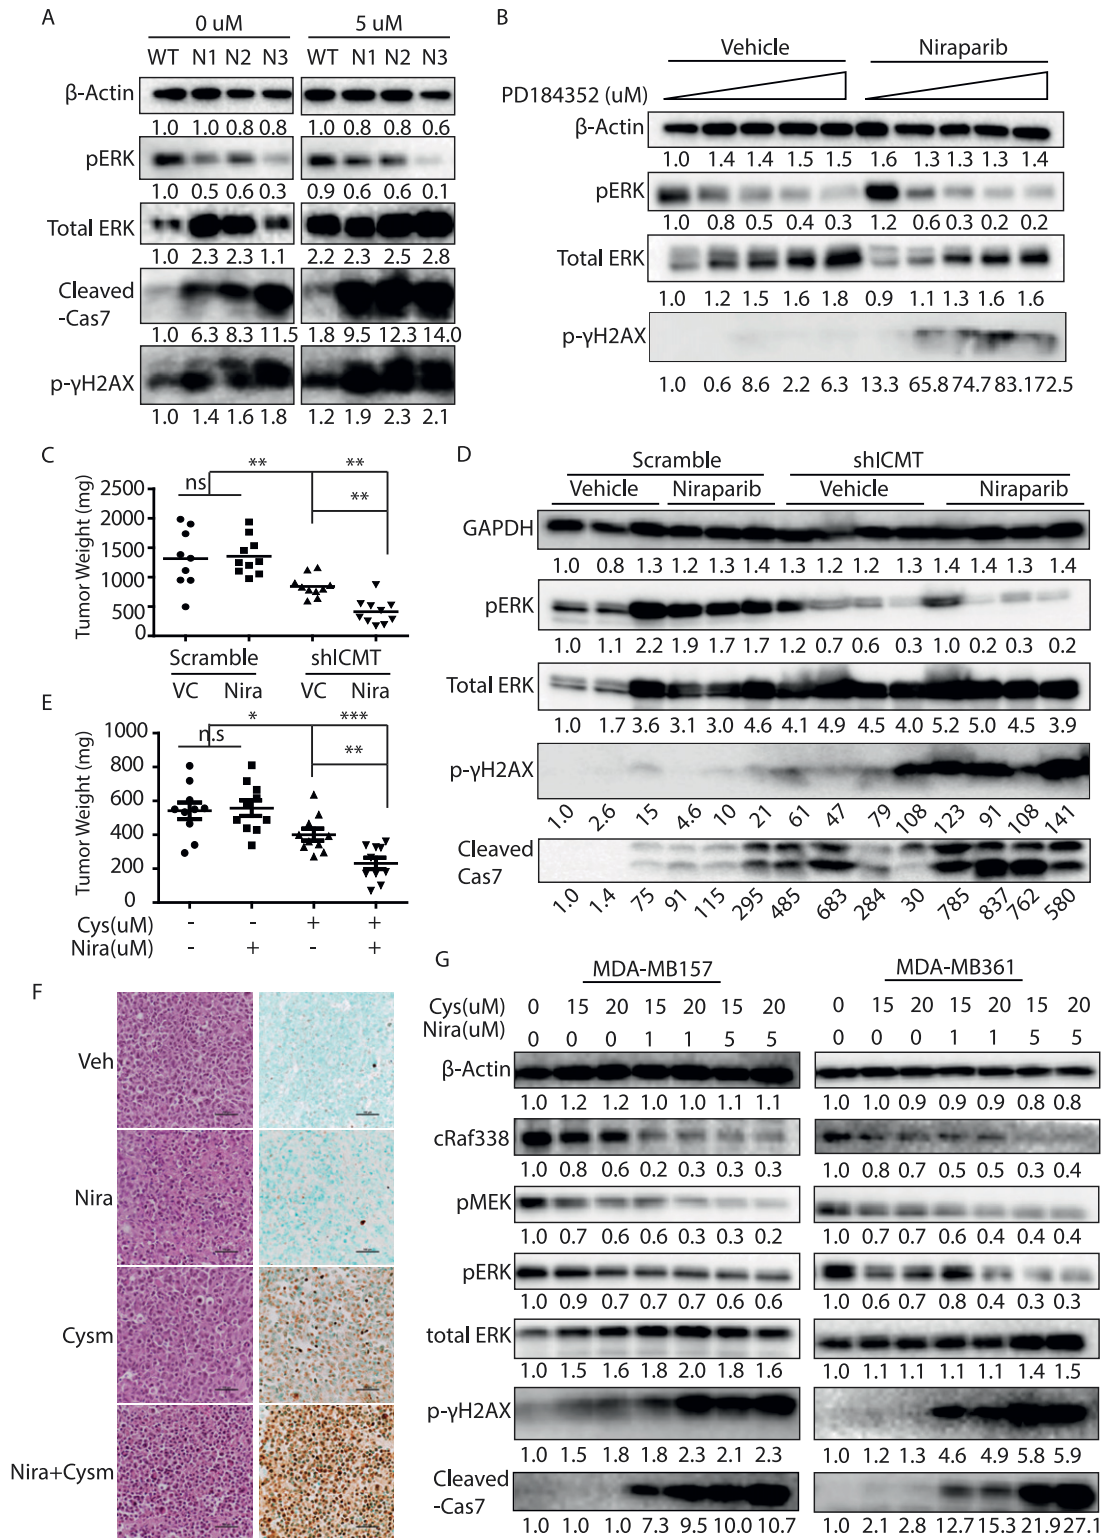 A
0 uM 5 uM
WT N1 N2 N3 WT N1 N2 N3
β-Actin
1.0 1.0 0.8 0.8 1.0 0.8 0.8 0.6
pERK
1.0 0.5 0.6 0.3 0.9 0.6 0.6 0.1
Total ERK
1.0 2.3 2.3 1.1 2.2 2.3 2.5 2.8
Cleaved
-Cas7
1.0 6.3 8.3 11.5 1.8 9.5 12.3 14.0
p-γH2AX
1.0 1.4 1.6 1.8 1.2 1.9 2.3 2.1
B
Vehicle Niraparib
PD184352 (uM)
β-Actin
1.0 1.4 1.4 1.5 1.5 1.6 1.3 1.3 1.3 1.4
pERK
1.0 0.8 0.5 0.4 0.3 1.2 0.6 0.3 0.2 0.2
Total ERK
1.0 1.2 1.5 1.6 1.8 0.9 1.1 1.3 1.6 1.6
p-γH2AX
1.0 0.6 8.6 2.2 6.3 13.3 65.8 74.7 83.1 72.5
C
** **
ns **
Tumor Weight (mg)
2500
2000
1500
1000
500
0
Scramble shICMT
VC Nira VC Nira
D
Scramble shICMT
Vehicle Niraparib Vehicle Niraparib
GAPDH
1.0 0.8 1.3 1.3 1.3 1.4 1.3 1.2 1.2 1.3 1.4 1.4 1.3 1.4
pERK
1.0 1.1 2.2 1.9 1.7 1.7 1.2 0.7 0.6 0.3 1.0 0.2 0.3 0.2
Total ERK
1.0 1.7 3.6 3.1 3.0 4.6 4.1 4.9 4.5 4.0 5.2 5.0 4.5 3.9
p-γH2AX
1.0 2.6 15 4.6 10 21 61 47 79 108 123 91 108 141
Cleaved
Cas7
1.0 1.4 75 91 115 295 485 683 284 30 785 837 762 580
E
* ***
n.s **
Tumor Weight (mg)
800
600
400
200
0
Cys(uM) - - + +
Nira(uM) - + - +
F
Veh
Nira
Cysm
Nira+Cysm
G
MDA-MB157 MDA-MB361
Cys(uM) 0 15 20 15 20 15 20 0 15 20 15 20 15 20
Nira(uM) 0 0 0 1 1 5 5 0 0 0 1 1 5 5
β-Actin
1.0 1.2 1.2 1.0 1.0 1.1 1.1 1.0 1.0 0.9 0.9 0.9 0.8 0.8
cRaf338
1.0 0.8 0.6 0.2 0.3 0.3 0.3 1.0 0.8 0.7 0.5 0.5 0.3 0.4
pMEK
1.0 0.7 0.6 0.6 0.3 0.3 0.2 1.0 0.7 0.7 0.6 0.4 0.4 0.4
pERK
1.0 0.9 0.7 0.7 0.7 0.6 0.6 1.0 0.6 0.7 0.8 0.4 0.3 0.3
total ERK
1.0 1.5 1.6 1.8 2.0 1.8 1.6 1.0 1.1 1.1 1.1 1.1 1.4 1.5
p-γH2AX
1.0 1.5 1.8 1.8 2.3 2.1 2.3 1.0 1.2 1.3 4.6 4.9 5.8 5.9
Cleaved
-Cas7
1.0 1.0 1.0 7.3 9.5 10.0 10.7 1.0 2.1 2.8 12.7 15.3 21.9 27.1